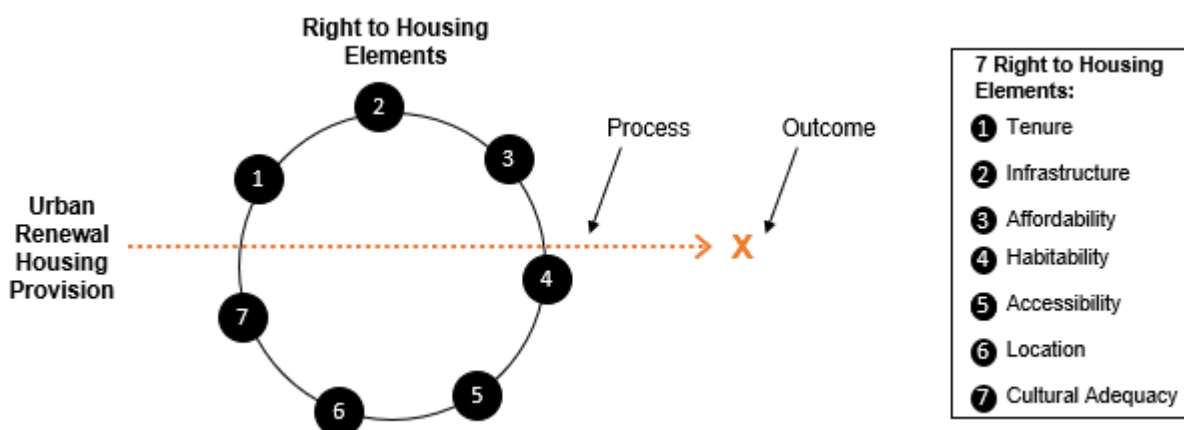 Right to Housing
Elements
2
3
1
4
7
5
6
Process
Outcome
X
Urban
Renewal
Housing
Provision
7 Right to Housing
Elements:
1 Tenure
2 Infrastructure
3 Affordability
4 Habitability
5 Accessibility
6 Location
7 Cultural Adequacy